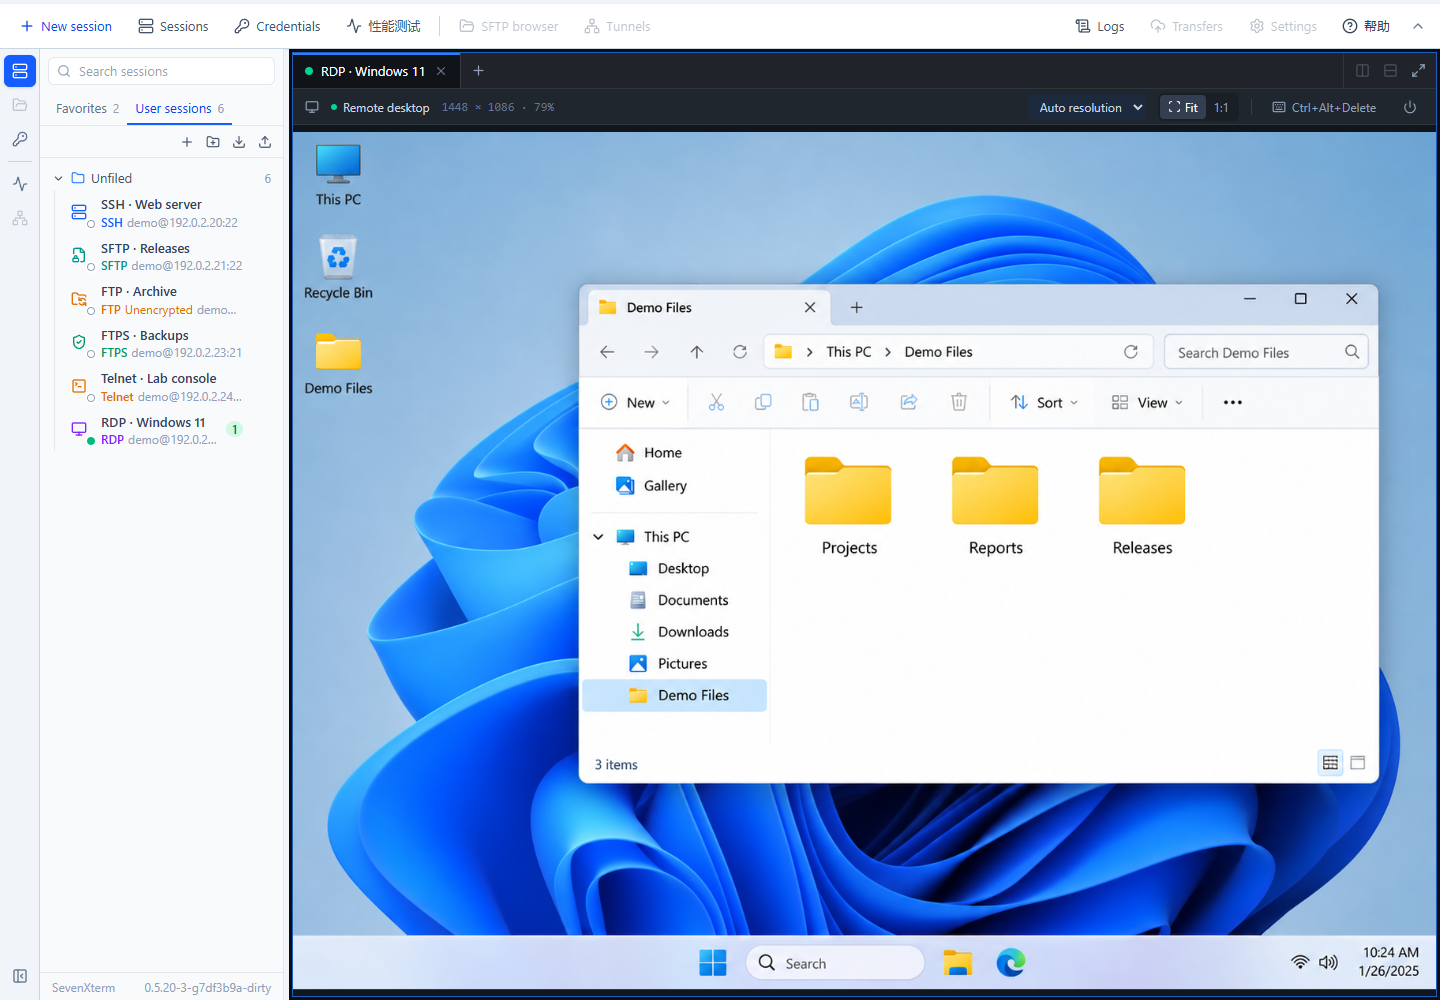 New session
Sessions
Credentials
性能测试
SFTP browser
Tunnels
Logs
Transfers
Settings
帮助
Search sessions
Favorites 2
User sessions 6
Unfiled 6
SSH · Web server
SSH demo@192.0.2.20:22
SFTP · Releases
SFTP demo@192.0.2.21:22
FTP · Archive
FTP Unencrypted demo...
FTPS · Backups
FTPS demo@192.0.2.23:21
Telnet · Lab console
Telnet demo@192.0.2.24...
RDP · Windows 11
RDP demo@192.0.2...
1
SevenXterm
0.5.20-3-g7df3b9a-dirty
RDP · Windows 11
Remote desktop
1448 × 1086 · 79%
Auto resolution
Fit
1:1
Ctrl+Alt+Delete
This PC
Recycle Bin
Demo Files
Demo Files
This PC
Demo Files
Search Demo Files
New
Sort
View
Home
Gallery
This PC
Desktop
Documents
Downloads
Pictures
Demo Files
Projects
Reports
Releases
3 items
Search
10:24 AM
1/26/2025